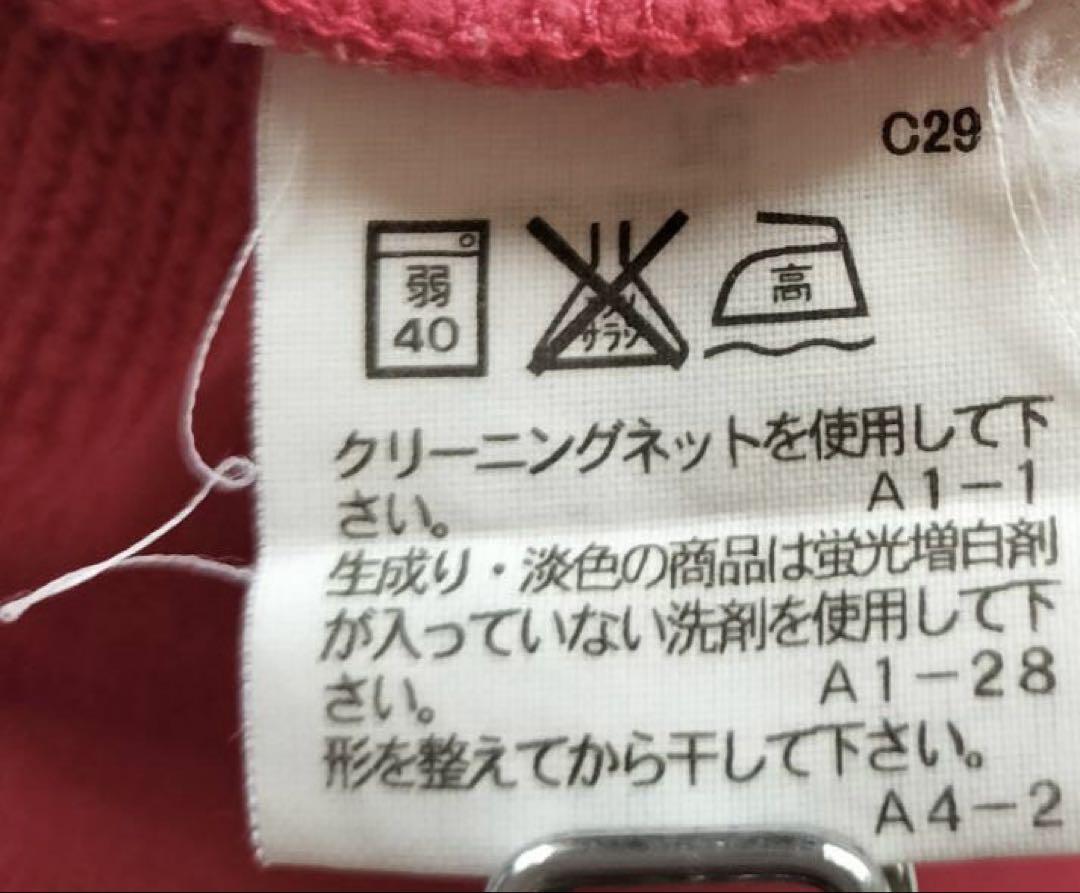 C29
弱
40
エンソ
サラシ
高
クリーニングネットを使用して下
さい。 A1-1
生成り・淡色の商品は蛍光増白剤
が入っていない洗剤を使用して下
さい。 A1-28
形を整えてから干して下さい。
A4-2